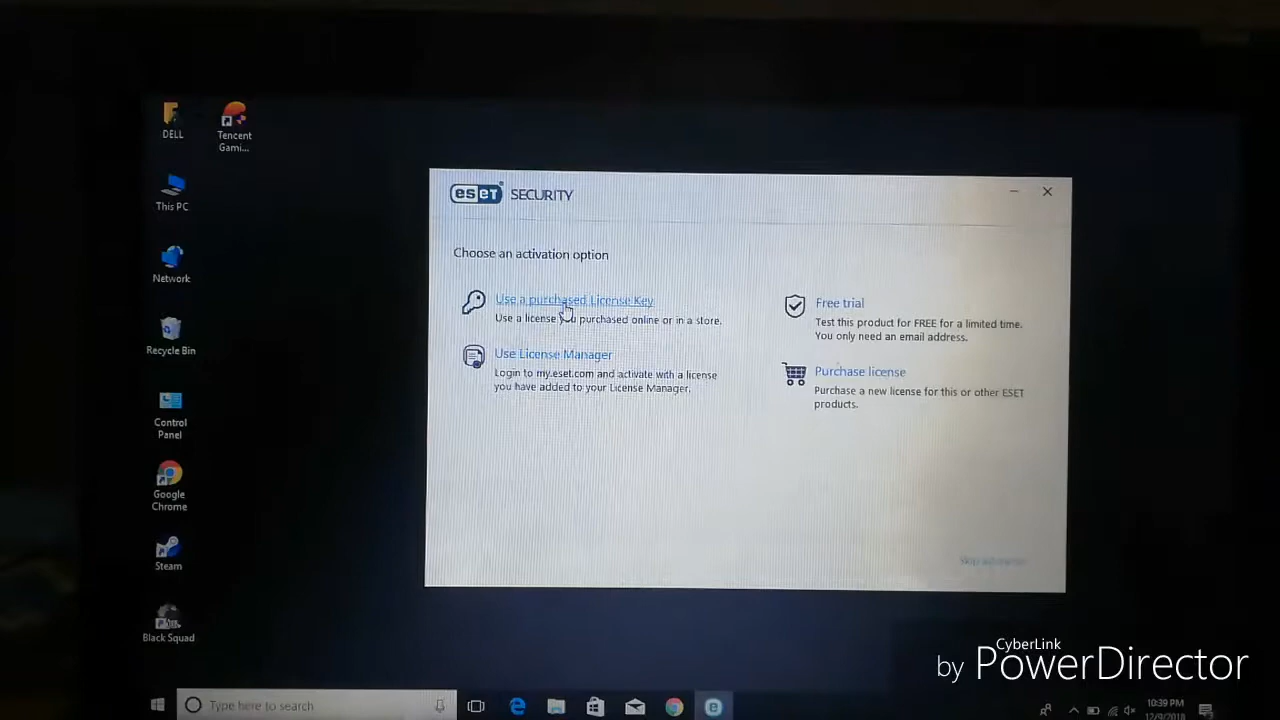 DELL
Tencent
Gami...
This PC
Network
Recycle Bin
Control
Panel
Google
Chrome
Steam
Black Squad
eseT SECURITY
Choose an activation option
Use a purchased License Key
Use a license you purchased online or in a store.
Use License Manager
Login to my.eset.com and activate with a license
you have added to your License Manager.
Free trial
Test this product for FREE for a limited time.
You only need an email address.
Purchase license
Purchase a new license for this or other ESET
products.
Skip activation
Type here to search
10:39 PM
12/9/2018
CyberLink
by PowerDirector